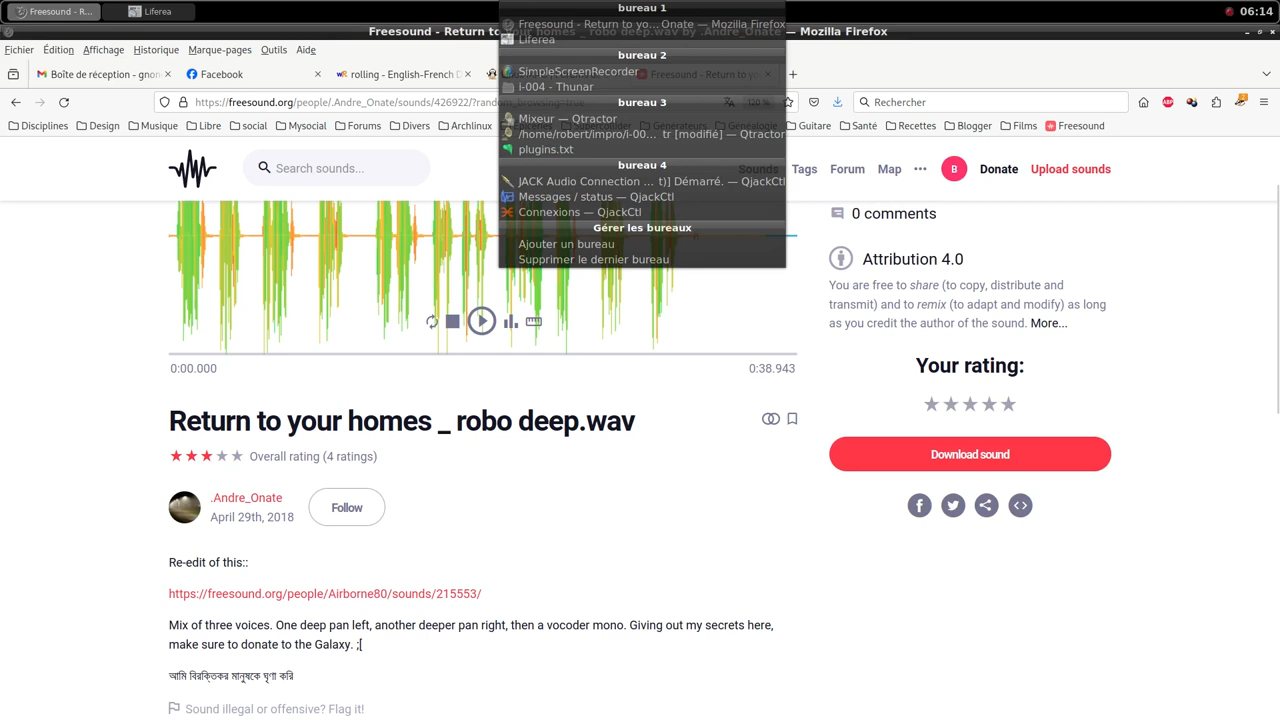 Freesound - R...
Liferea
06:14
Freesound - Return to yo
— Mozilla Firefox
Fichier Édition Affichage Historique Marque-pages Outils Aide
Boîte de réception - gnon
Facebook
rolling - English-French D
https://freesound.org/people/.Andre_Onate/sounds/426922/?random_browsing=true
120 %
Rechercher
Disciplines Design Musique Libre social Mysocial Forums Divers Archlinux
Guitare Santé Recettes Blogger Films Freesound
bureau 1
Freesound - Return to yo... Onate — Mozilla Firefox
Liferea
bureau 2
SimpleScreenRecorder
i-004 - Thunar
bureau 3
Mixeur — Qtractor
/home/robert/impro/i-00... tr [modifié] — Qtractor
plugins.txt
bureau 4
JACK Audio Connection ... t)] Démarré. — QjackCtl
Messages / status — QjackCtl
Connexions — QjackCtl
Gérer les bureaux
Ajouter un bureau
Supprimer le dernier bureau
Search sounds...
Sounds Tags Forum Map
B
Donate
Upload sounds
0:00.000
0:38.943
Return to your homes _ robo deep.wav
Overall rating (4 ratings)
.Andre_Onate
April 29th, 2018
Follow
Re-edit of this::
https://freesound.org/people/Airborne80/sounds/215553/
Mix of three voices. One deep pan left, another deeper pan right, then a vocoder mono. Giving out my secrets here,
make sure to donate to the Galaxy. ;[
আমি বিরক্তিকর মানুষকে ঘৃণা করি
Sound illegal or offensive? Flag it!
0 comments
Attribution 4.0
You are free to share (to copy, distribute and
transmit) and to remix (to adapt and modify) as long
as you credit the author of the sound. More...
Your rating:
Download sound